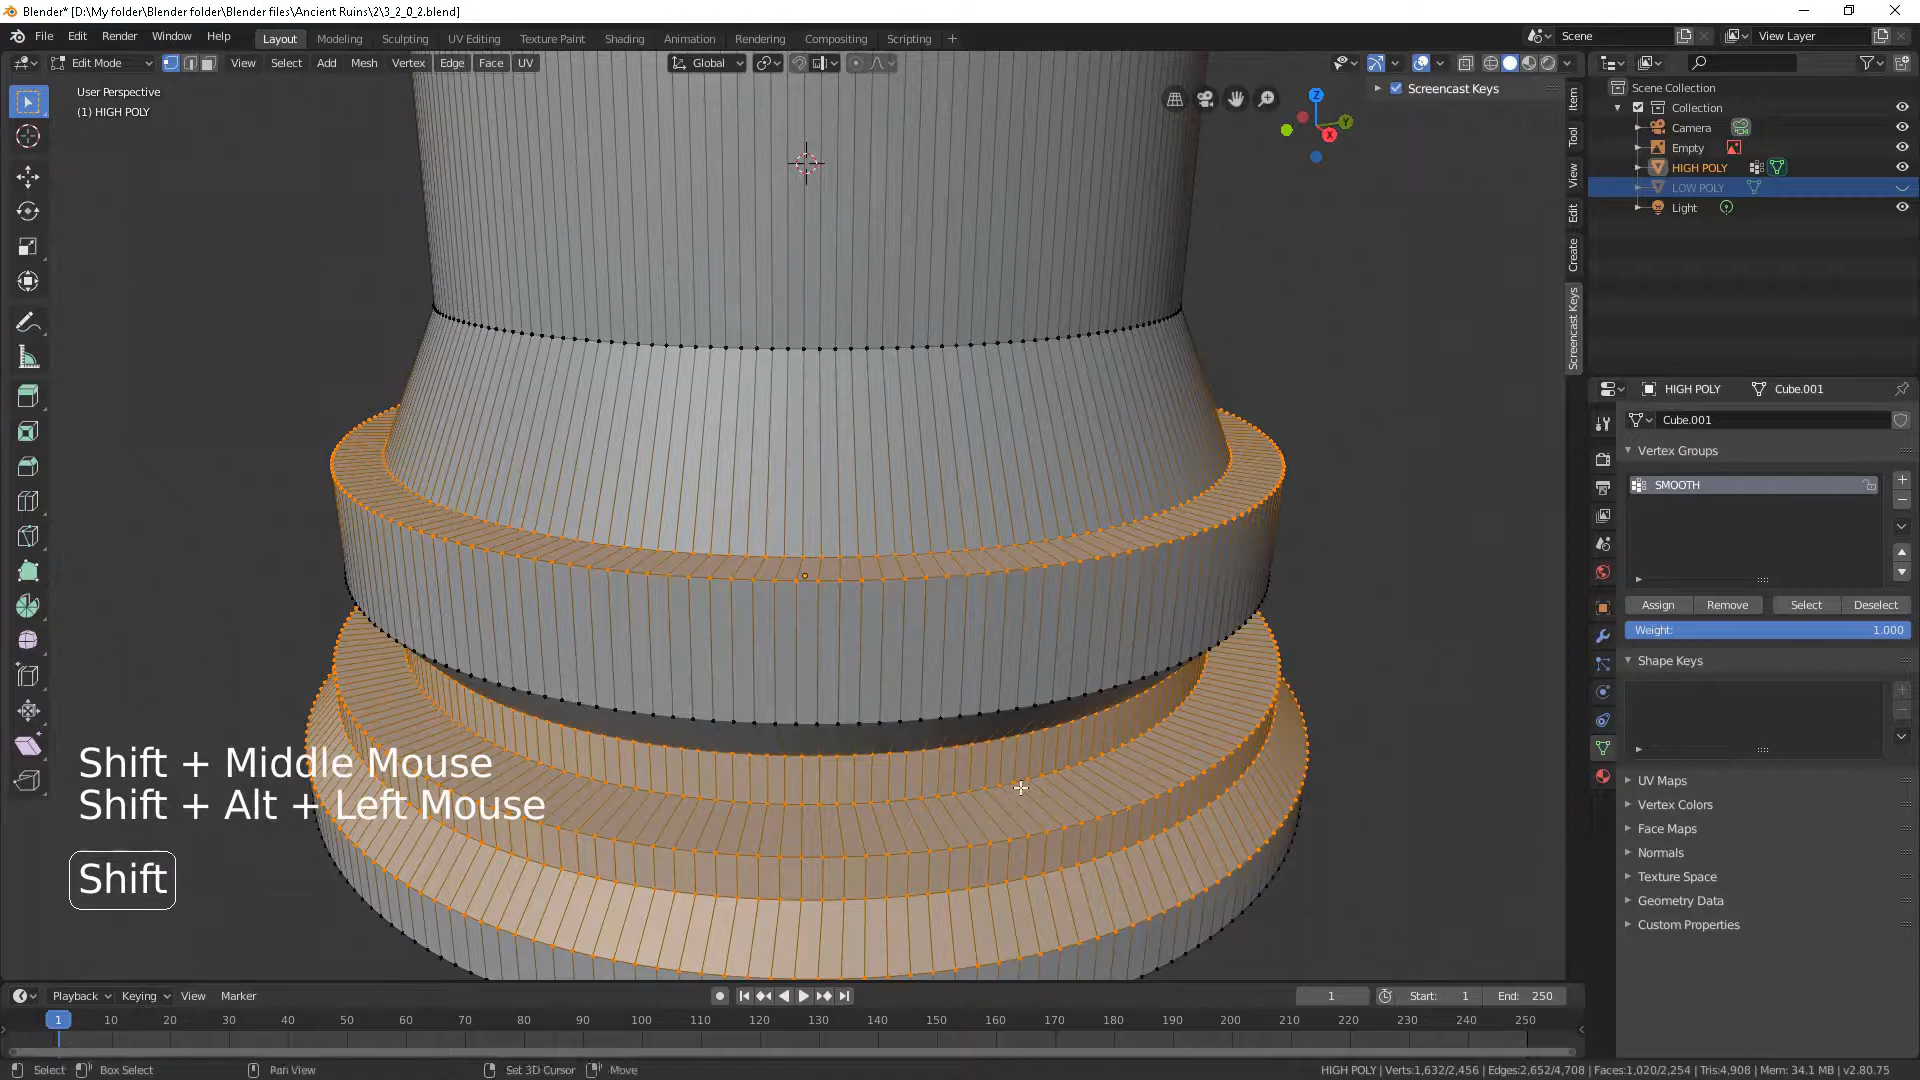 Blender* [D:\My folder\Blender folder\Blender files\Ancient Ruins\2\3_2_0_2.blend]
File Edit Render Window Help Layout Modeling Sculpting UV Editing Texture Paint Shading Animation Rendering Compositing Scripting + Scene View Layer
Edit Mode View Select Add Mesh Vertex Edge Face UV Global
User Perspective
(1) HIGH POLY
Screencast Keys
Z
Y
X
Item
Tool
View
Edit
Create
Screencast Keys
Scene Collection
Collection
Camera
Empty
HIGH POLY
LOW POLY
Light
HIGH POLY Cube.001
Cube.001
Vertex Groups
SMOOTH
Assign Remove Select Deselect
Weight: 1.000
Shape Keys
UV Maps
Vertex Colors
Face Maps
Normals
Texture Space
Geometry Data
Custom Properties
Shift + Middle Mouse
Shift + Alt + Left Mouse
Shift
Playback Keying View Marker 1 Start: 1 End: 250
1 10 20 30 40 50 60 70 80 90 100 110 120 130 140 150 160 170 180 190 200 210 220 230 240 250
Select Box Select Pan View Set 3D Cursor Move HIGH POLY | Verts:1,632/2,456 | Edges:2,652/4,708 | Faces:1,020/2,254 | Tris:4,908 | Mem: 34.1 MB | v2.80.75